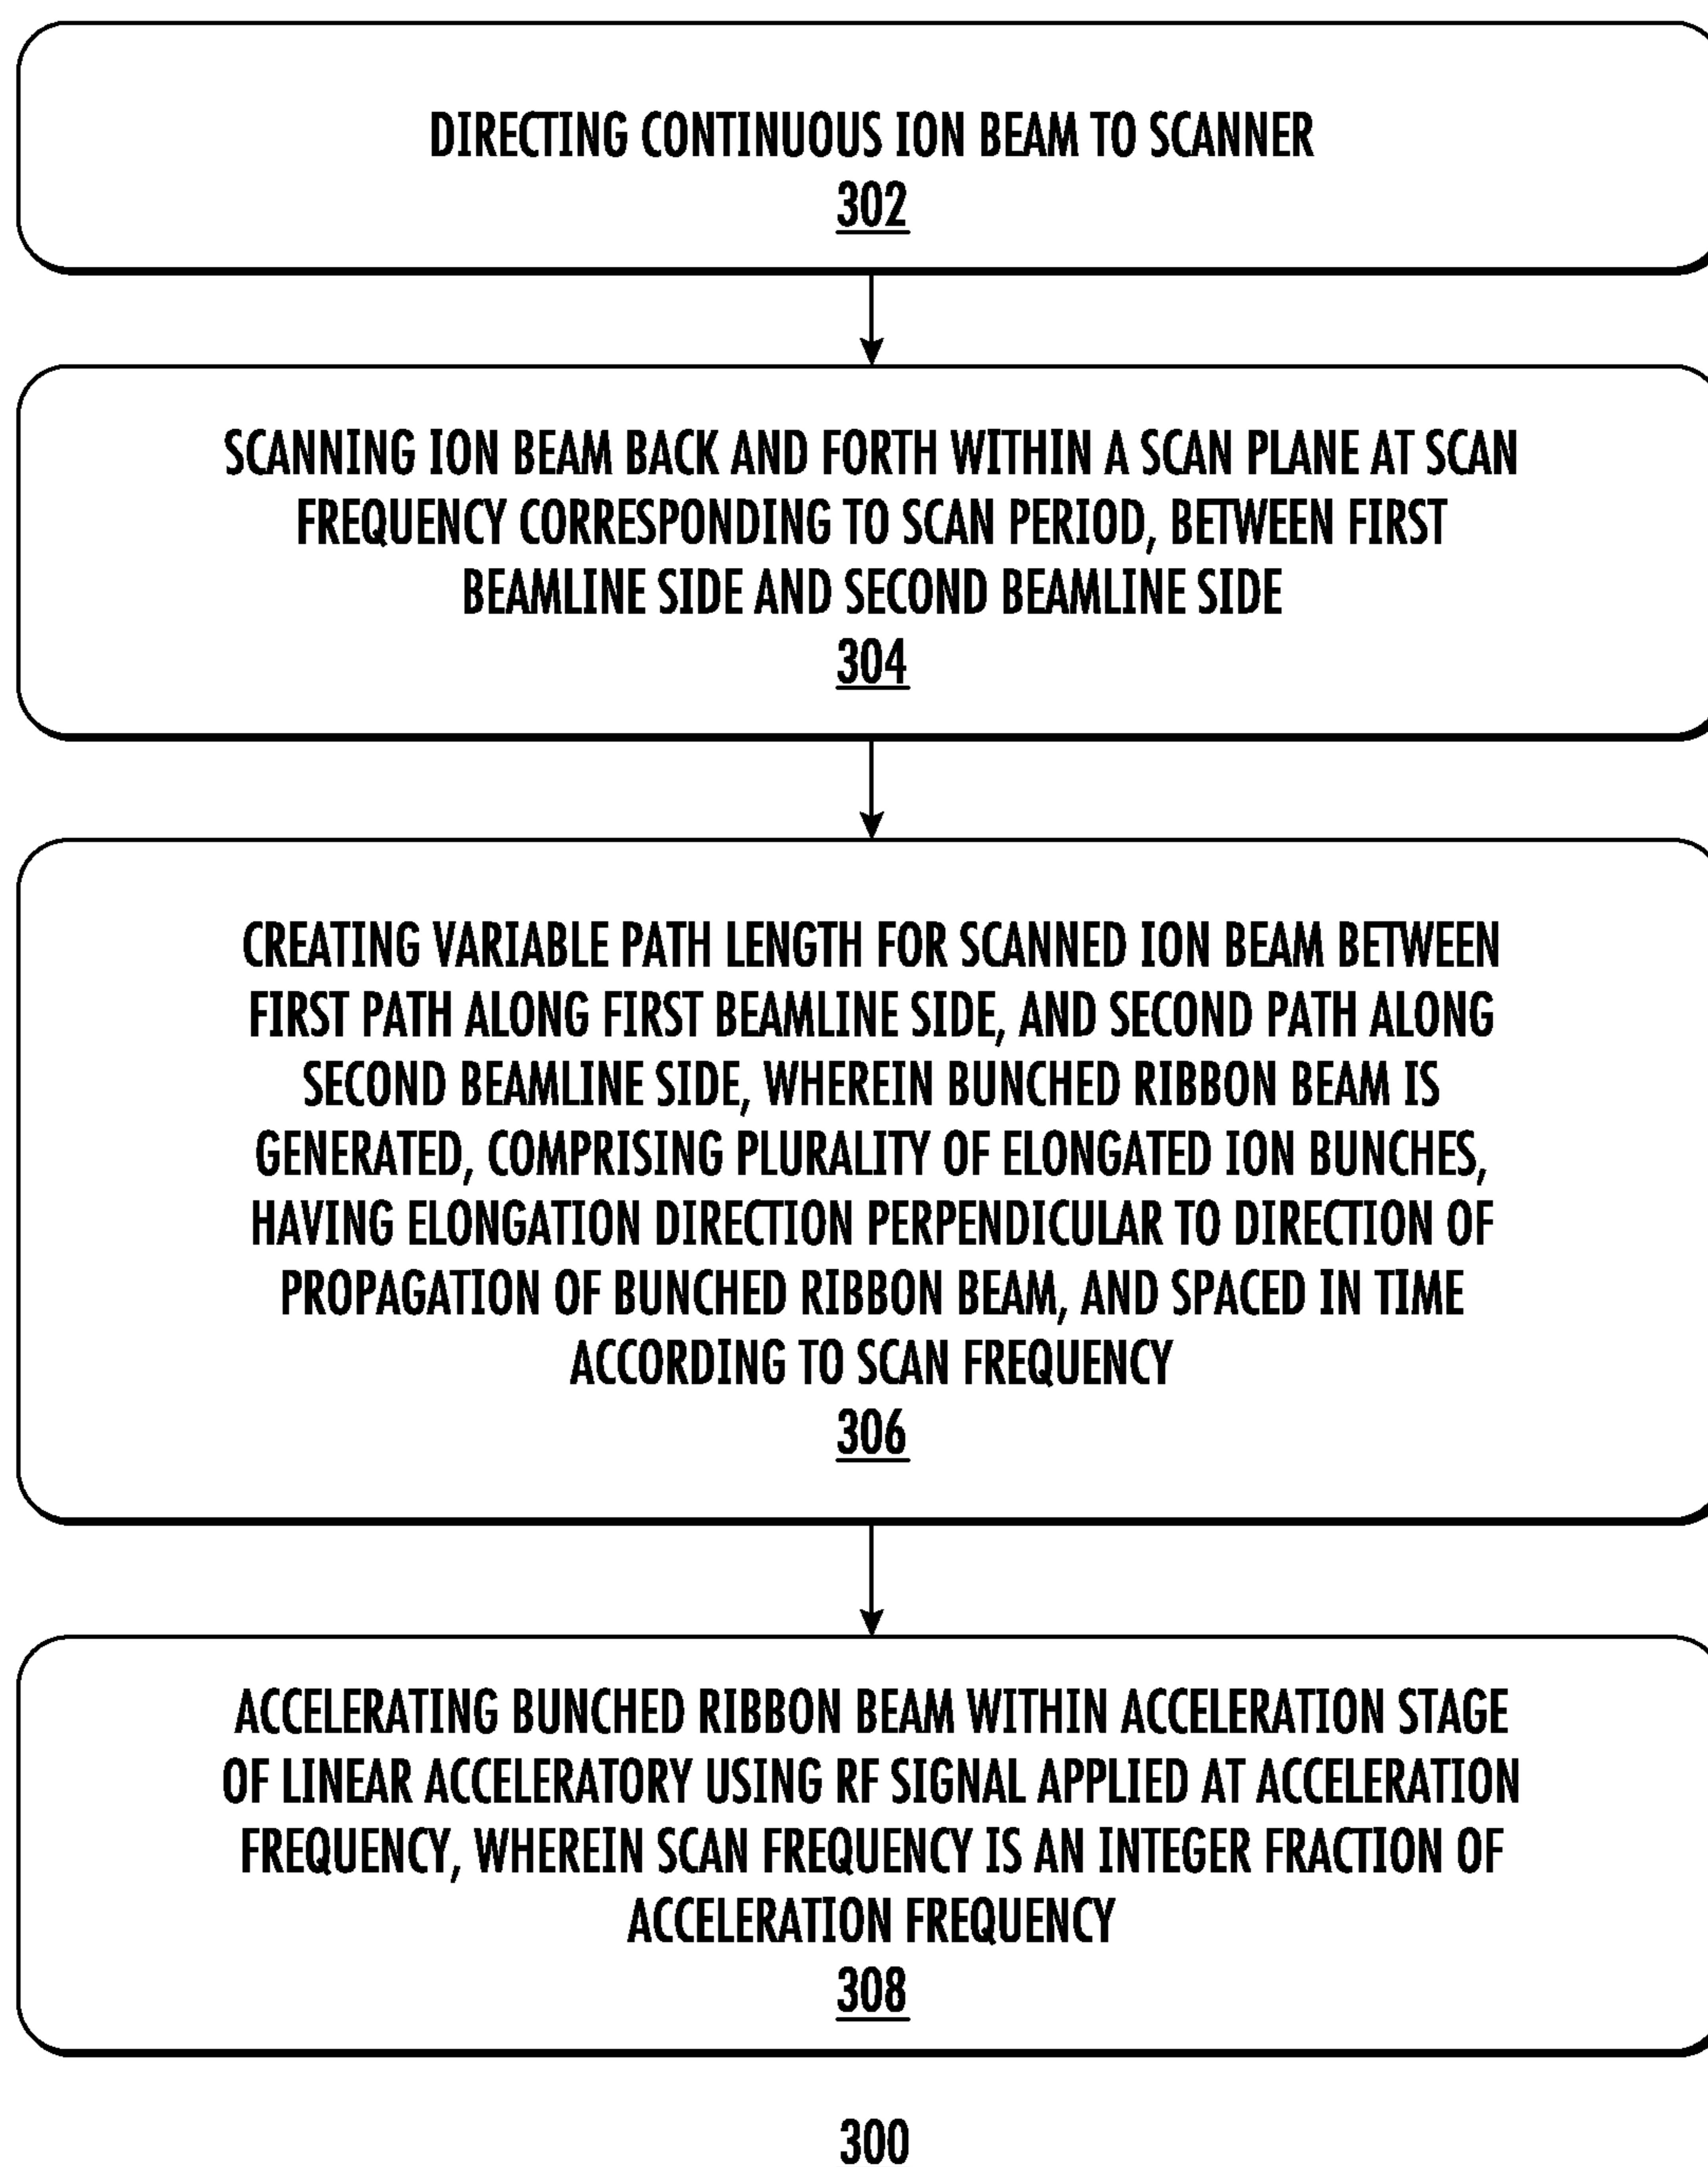 DIRECTING CONTINUOUS ION BEAM TO SCANNER
302
SCANNING ION BEAM BACK AND FORTH WITHIN A SCAN PLANE AT SCAN
FREQUENCY CORRESPONDING TO SCAN PERIOD, BETWEEN FIRST
BEAMLINE SIDE AND SECOND BEAMLINE SIDE
304
CREATING VARIABLE PATH LENGTH FOR SCANNED ION BEAM BETWEEN
FIRST PATH ALONG FIRST BEAMLINE SIDE, AND SECOND PATH ALONG
SECOND BEAMLINE SIDE, WHEREIN BUNCHED RIBBON BEAM IS
GENERATED, COMPRISING PLURALITY OF ELONGATED ION BUNCHES,
HAVING ELONGATION DIRECTION PERPENDICULAR TO DIRECTION OF
PROPAGATION OF BUNCHED RIBBON BEAM, AND SPACED IN TIME
ACCORDING TO SCAN FREQUENCY
306
ACCELERATING BUNCHED RIBBON BEAM WITHIN ACCELERATION STAGE
OF LINEAR ACCELERATORY USING RF SIGNAL APPLIED AT ACCELERATION
FREQUENCY, WHEREIN SCAN FREQUENCY IS AN INTEGER FRACTION OF
ACCELERATION FREQUENCY
308
300